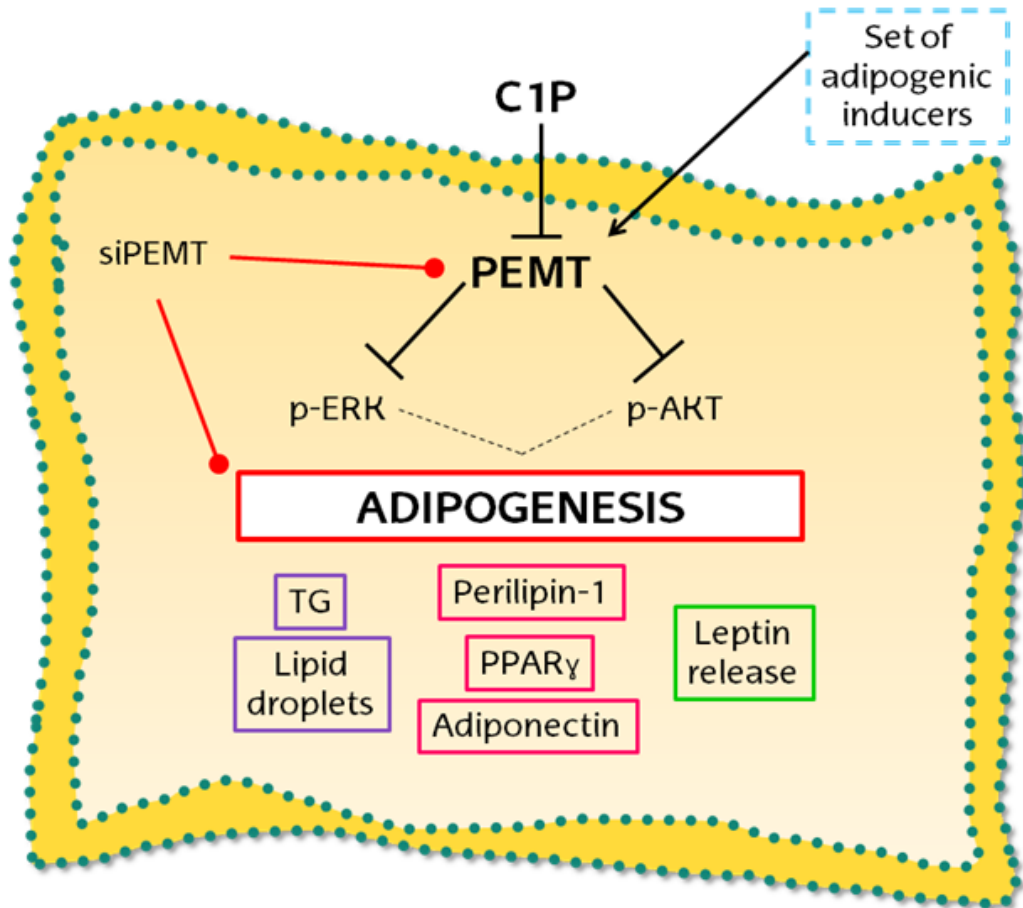 Set of
adipogenic
inducers
C1P
siPEMT
PEMT
p-ERK
p-AKT
ADIPOGENESIS
TG
Lipid
droplets
Perilipin-1
PPARɣ
Adiponectin
Leptin
release